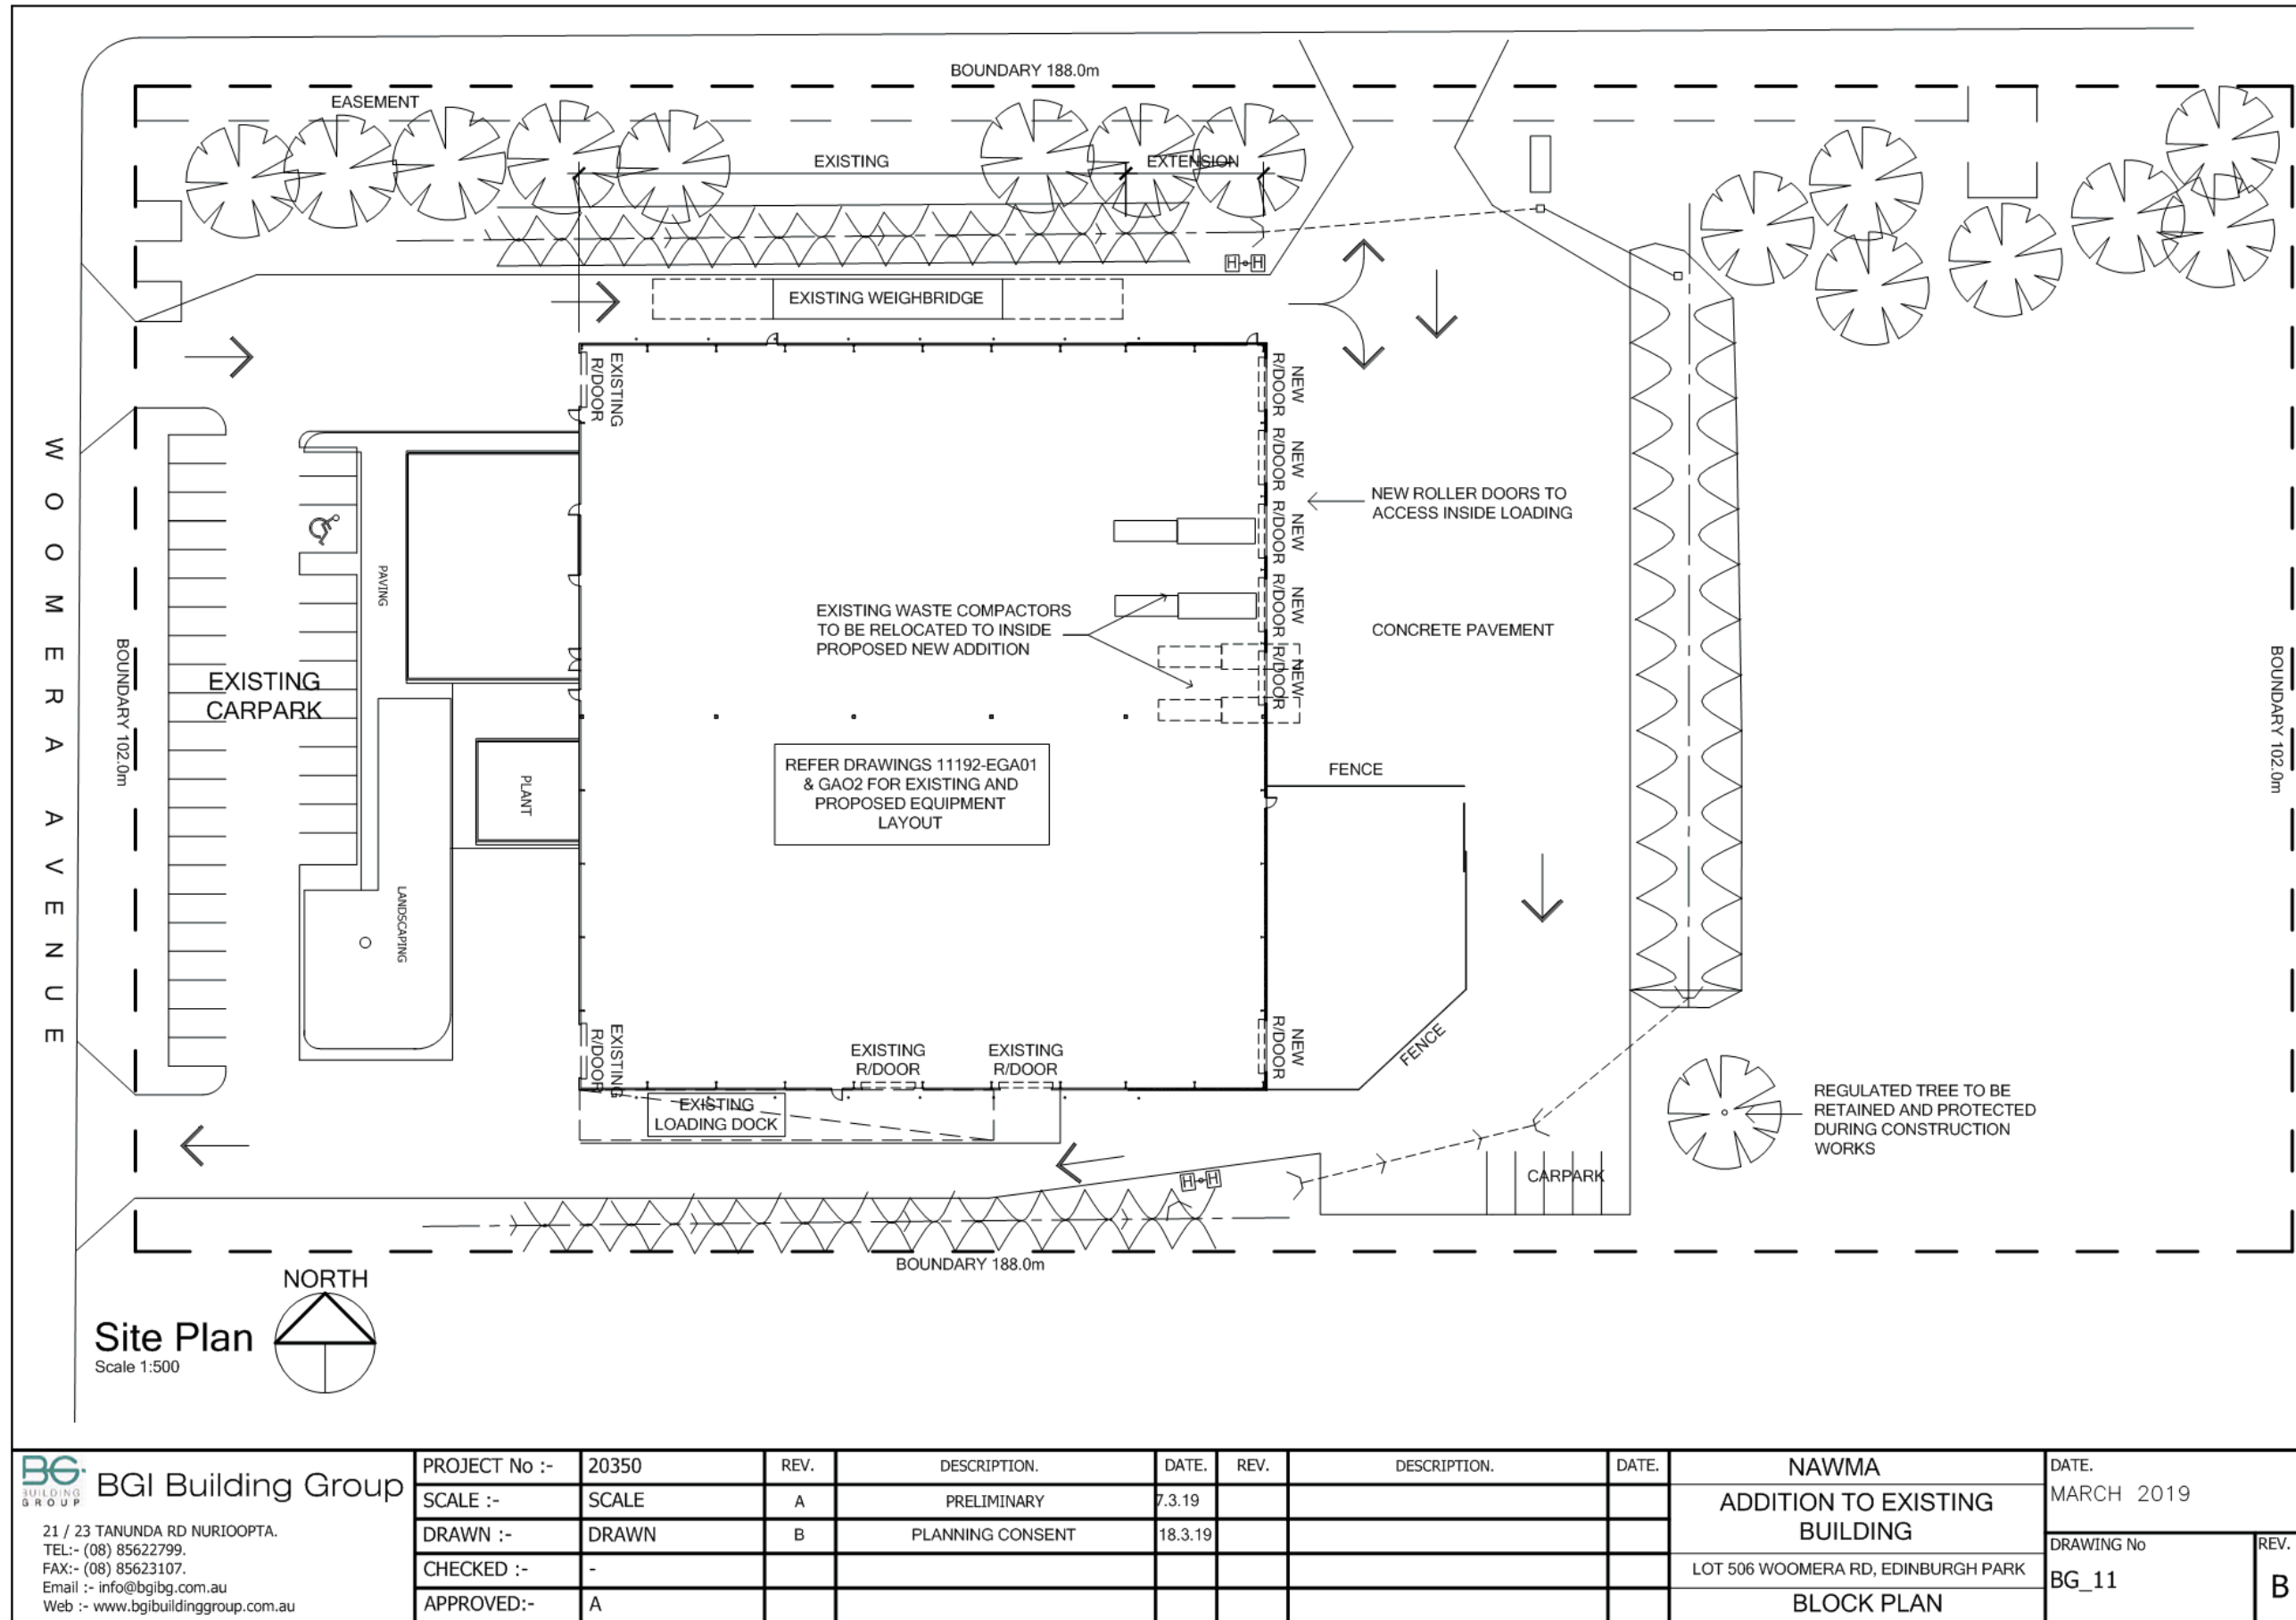 BOUNDARY 188.0m
EASEMENT
EXISTING
EXTENSION
H H
EXISTING WEIGHBRIDGE
EXISTING
R/DOOR
NEW
R/DOOR
NEW
R/DOOR
NEW
R/DOOR
NEW
R/DOOR
NEW
R/DOOR
NEW ROLLER DOORS TO
ACCESS INSIDE LOADING
WOOMERA AVENUE
BOUNDARY 102.0m
EXISTING
CARPARK
PAVING
EXISTING WASTE COMPACTORS
TO BE RELOCATED TO INSIDE
PROPOSED NEW ADDITION
CONCRETE PAVEMENT
BOUNDARY 102.0m
PLANT
REFER DRAWINGS 11192-EGA01
& GAO2 FOR EXISTING AND
PROPOSED EQUIPMENT
LAYOUT
FENCE
LANDSCAPING
EXISTING
R/DOOR
EXISTING
R/DOOR
EXISTING
R/DOOR
NEW
R/DOOR
FENCE
EXISTING
LOADING DOCK
REGULATED TREE TO BE
RETAINED AND PROTECTED
DURING CONSTRUCTION
WORKS
H H
CARPARK
BOUNDARY 188.0m
NORTH
Site Plan
Scale 1:500
BG
BUILDING
GROUP
BGI Building Group
21 / 23 TANUNDA RD NURIOOPTA.
TEL:- (08) 85622799.
FAX:- (08) 85623107.
Email :- info@bgibg.com.au
Web :- www.bgibuildinggroup.com.au
PROJECT No :- 20350
SCALE :- SCALE
DRAWN :- DRAWN
CHECKED :- -
APPROVED:- A
REV. DESCRIPTION. DATE. REV. DESCRIPTION. DATE.
A PRELIMINARY 7.3.19
B PLANNING CONSENT 18.3.19
NAWMA
ADDITION TO EXISTING
BUILDING
LOT 506 WOOMERA RD, EDINBURGH PARK
BLOCK PLAN
DATE.
MARCH 2019
DRAWING No
BG_11
REV.
B